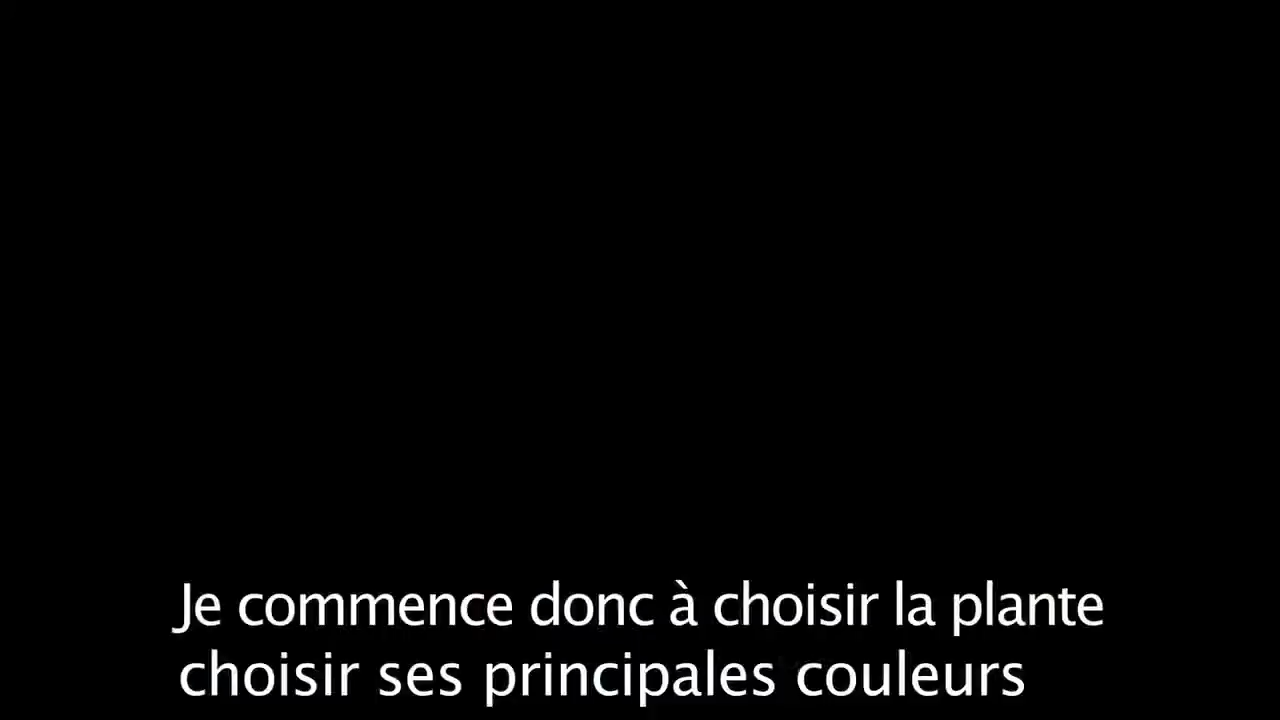 Je commence donc à choisir la plante
choisir ses principales couleurs